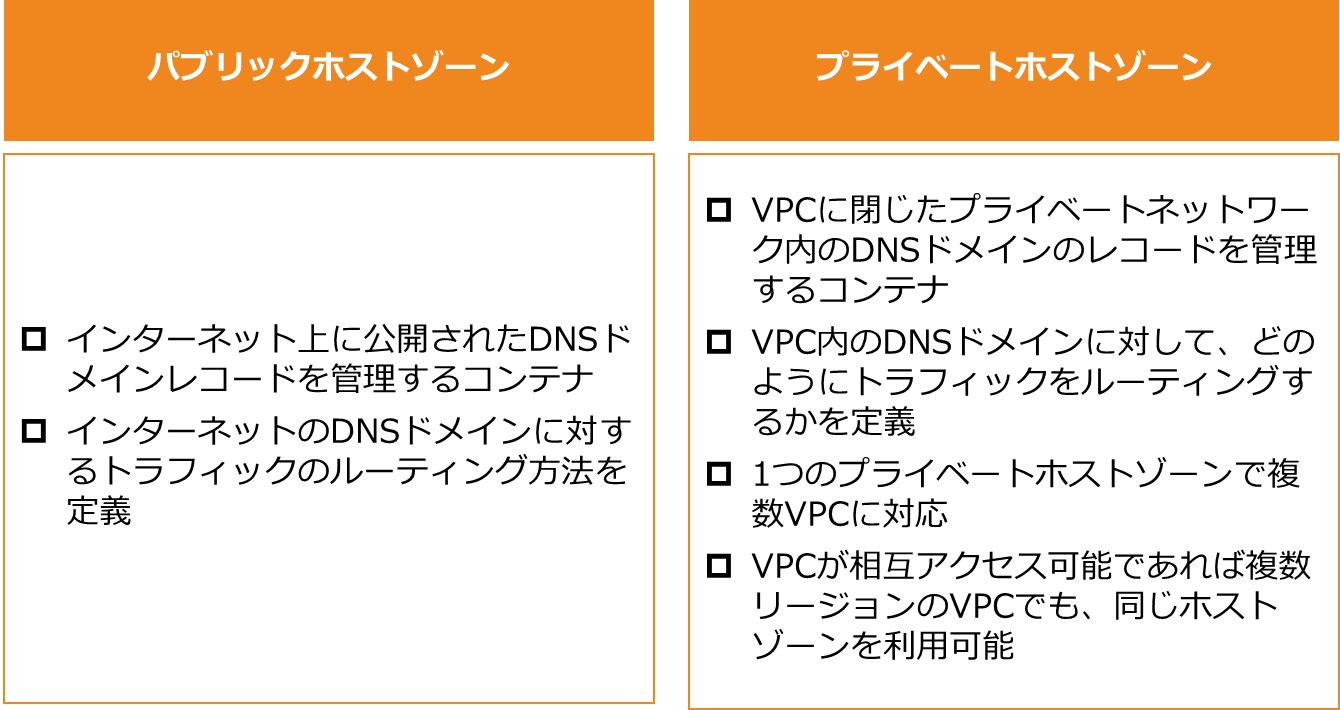 パブリックホストゾーン
インターネット上に公開されたDNSド
メインレコードを管理するコンテナ
インターネットのDNSドメインに対す
るトラフィックのルーティング方法を
定義
プライベートホストゾーン
VPCに閉じたプライベートネットワー
ク内のDNSドメインのレコードを管理
するコンテナ
VPC内のDNSドメインに対して、どの
ようにトラフィックをルーティングす
るかを定義
1つのプライベートホストゾーンで複
数VPCに対応
VPCが相互アクセス可能であれば複数
リージョンのVPCでも、同じホスト
ゾーンを利用可能